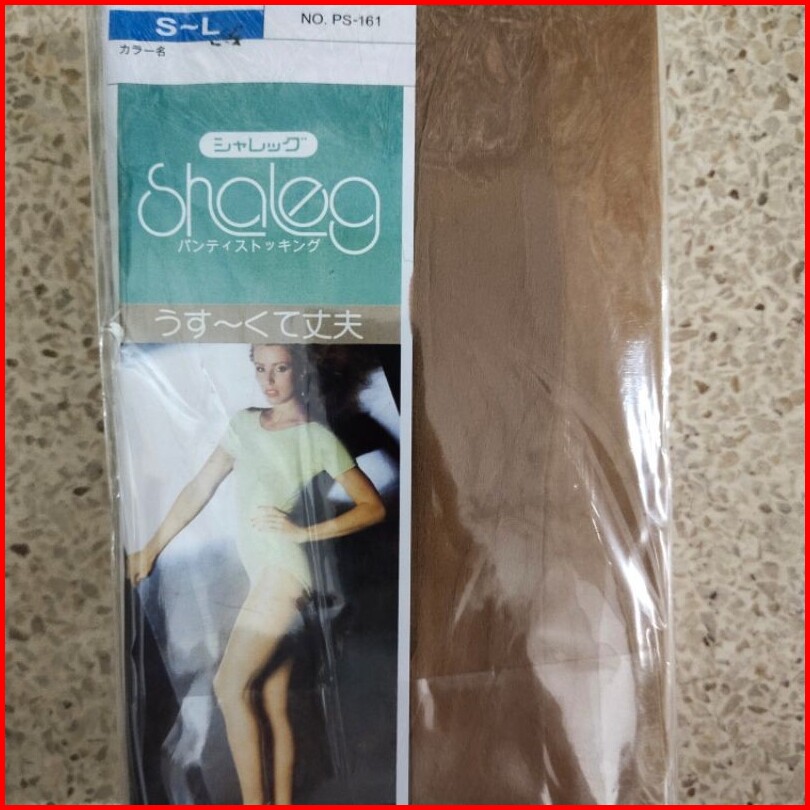 S~L
NO. PS-161
カラー名
シャレッグ
Shaleg
パンティストッキング
うす〜くて丈夫